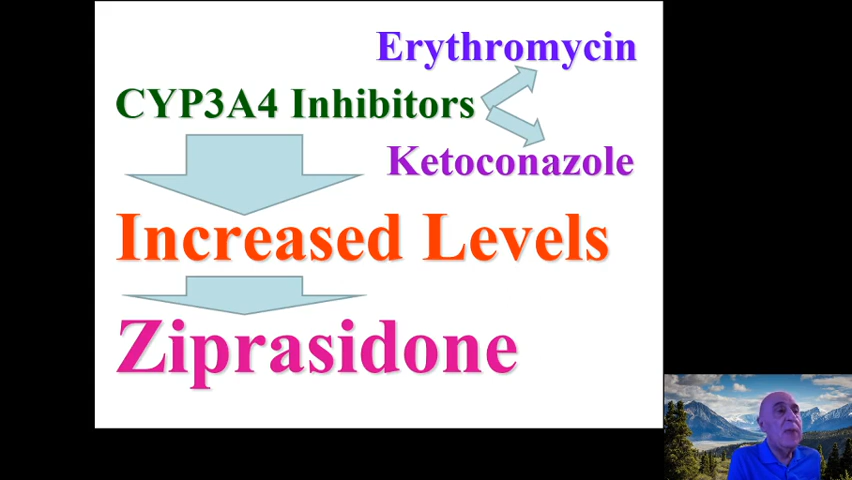 Erythromycin
CYP3A4 Inhibitors
Ketoconazole
Increased Levels
Ziprasidone